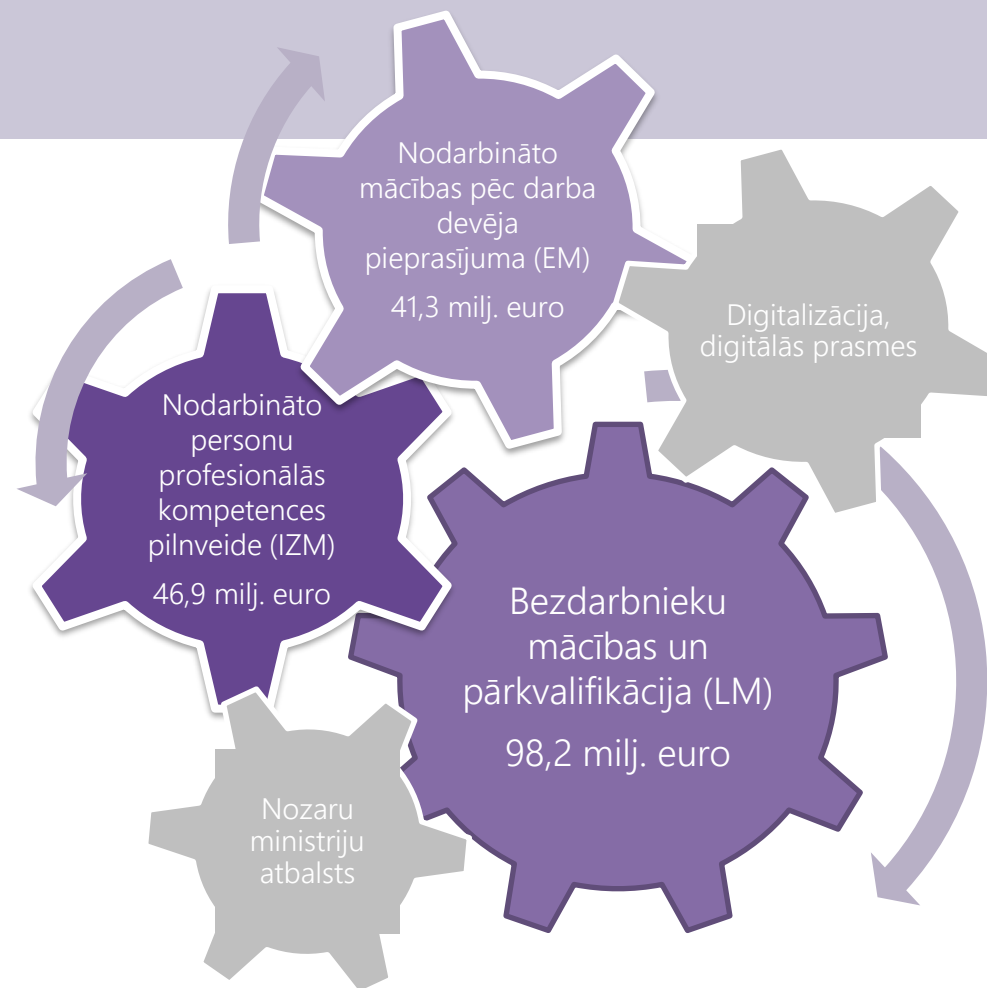 Nodarbināto
mācības pēc darba
devēja
pieprasījuma (EM)
41,3 milj. euro
Digitalizācija,
digitālās prasmes
Nodarbināto
personu
profesionālās
kompetences
pilnveide (IZM)
46,9 milj. euro
Bezdarbnieku
mācības un
pārkvalifikācija (LM)
98,2 milj. euro
Nozaru
ministriju
atbalsts